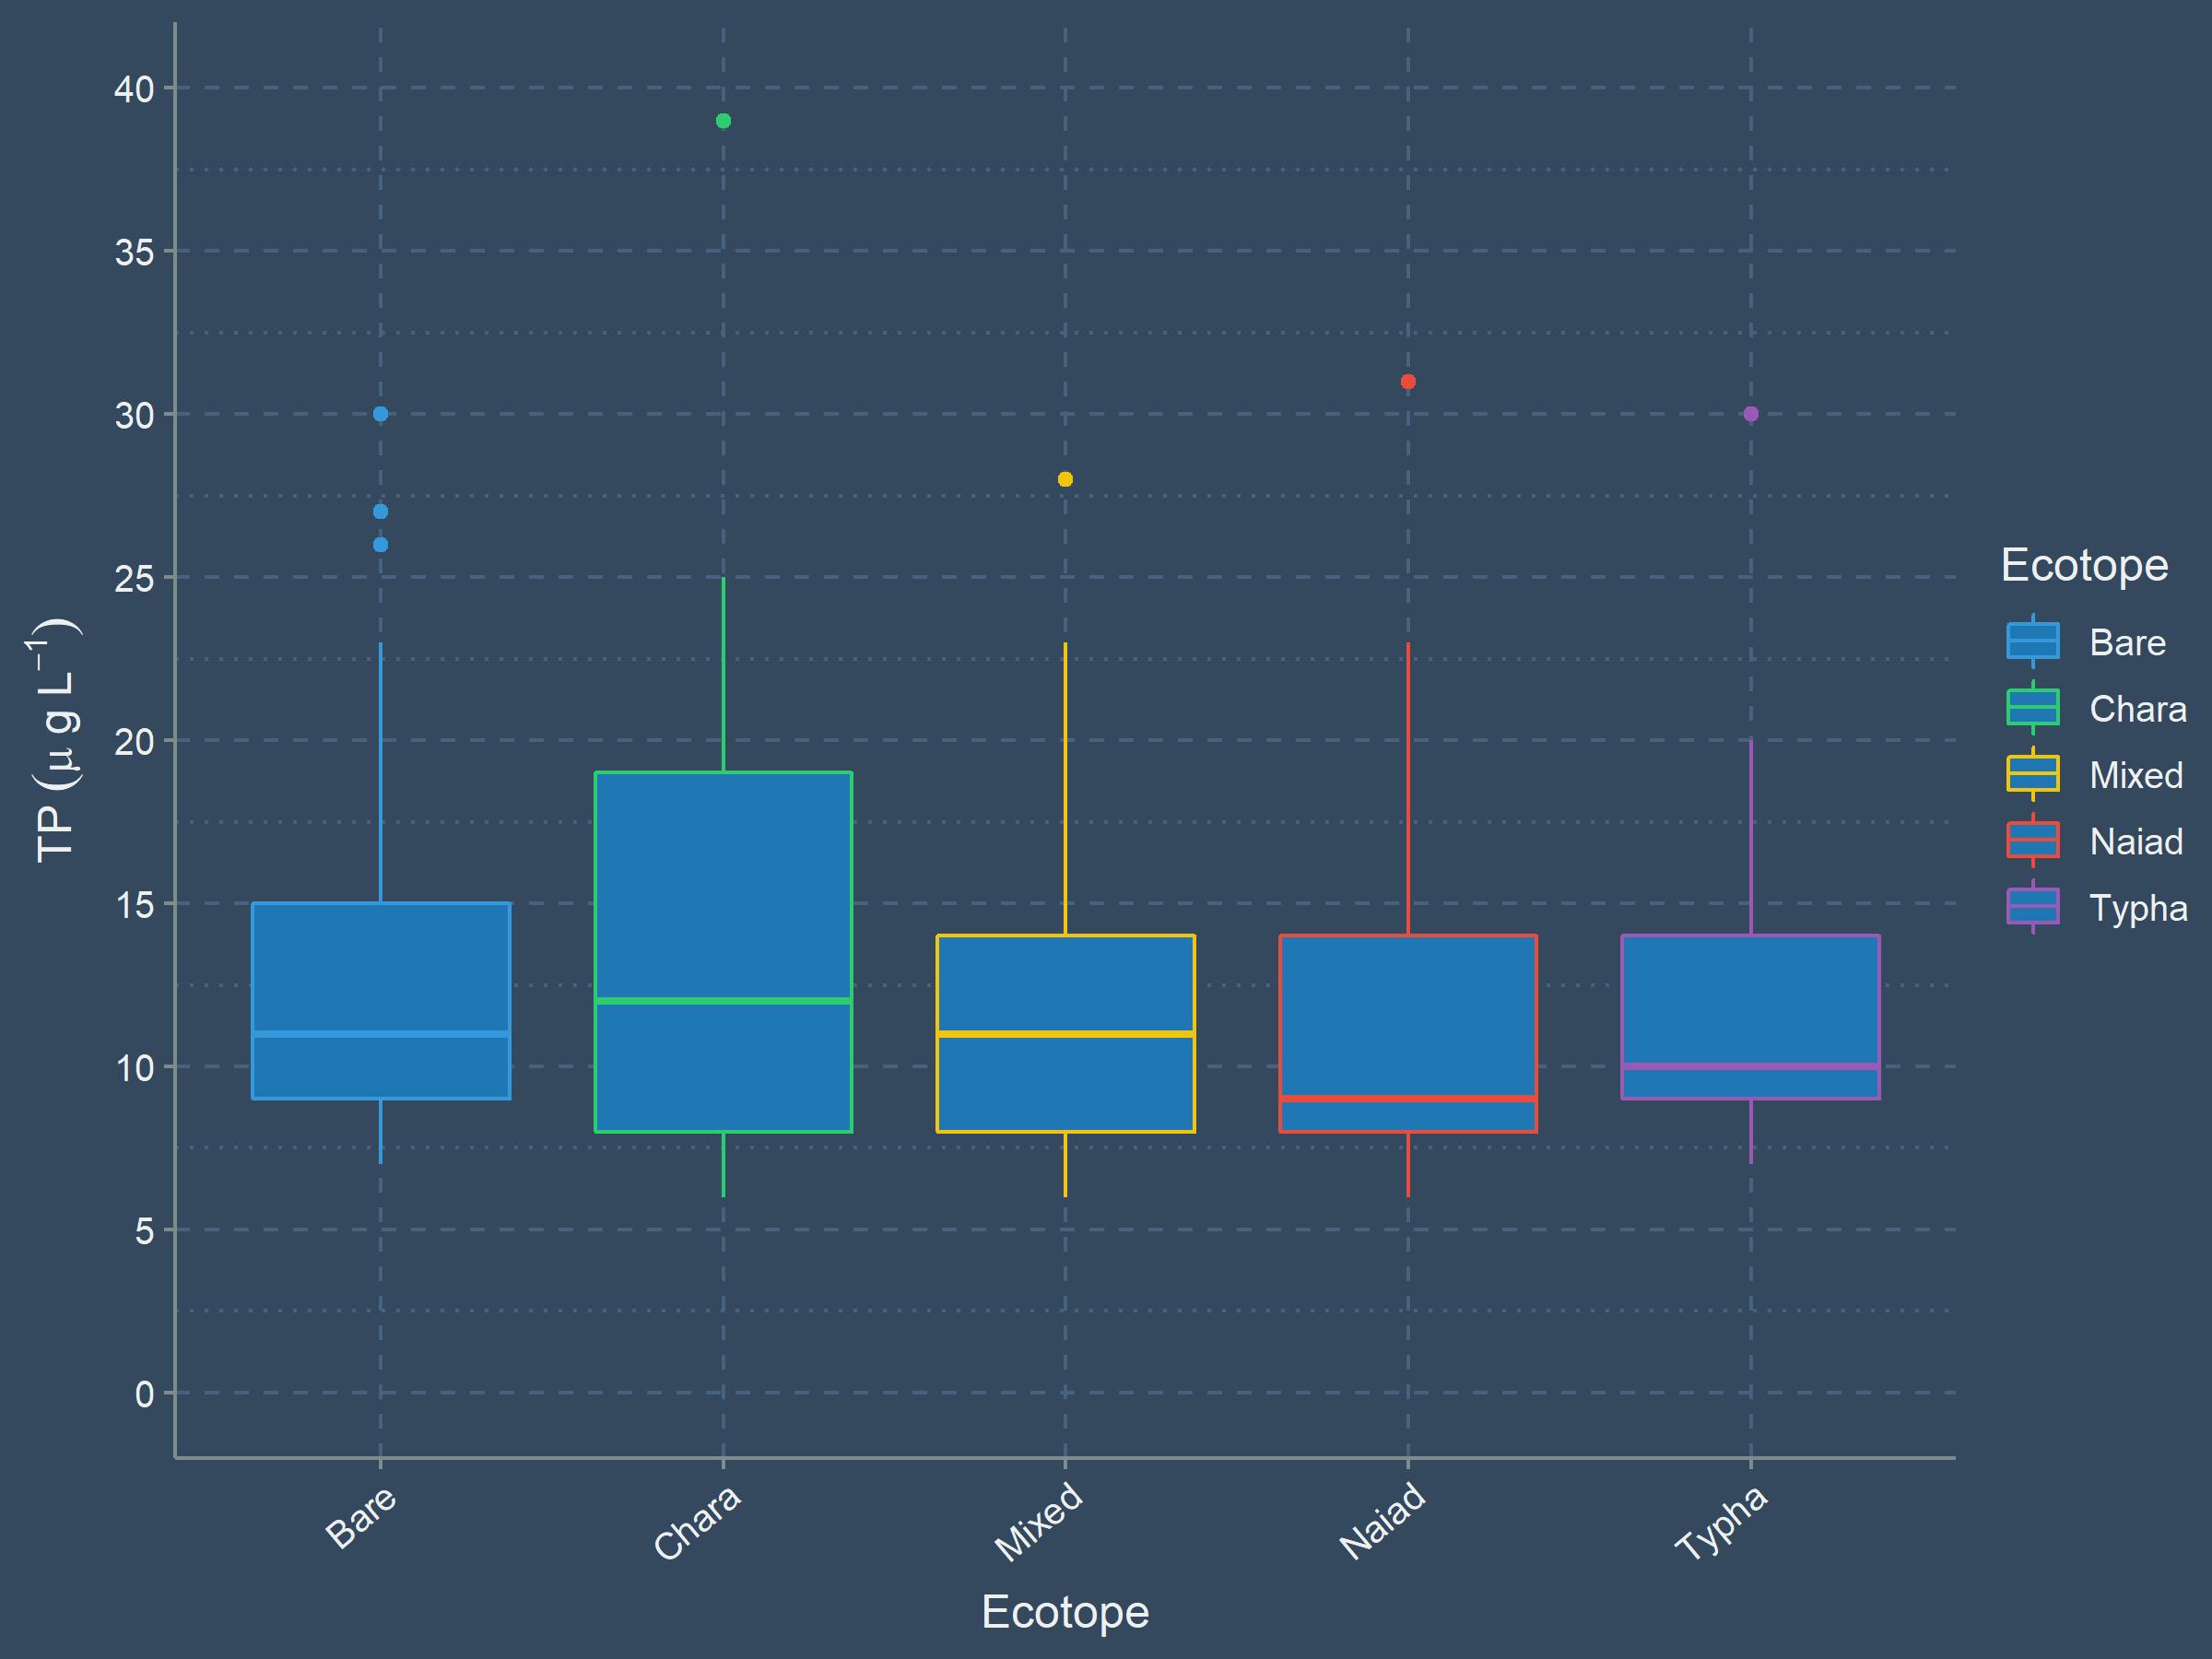 TP (μ g L⁻¹)
40
35
30
25
20
15
10
5
0
Bare
Chara
Mixed
Naiad
Typha
Ecotope
Ecotope
Bare
Chara
Mixed
Naiad
Typha